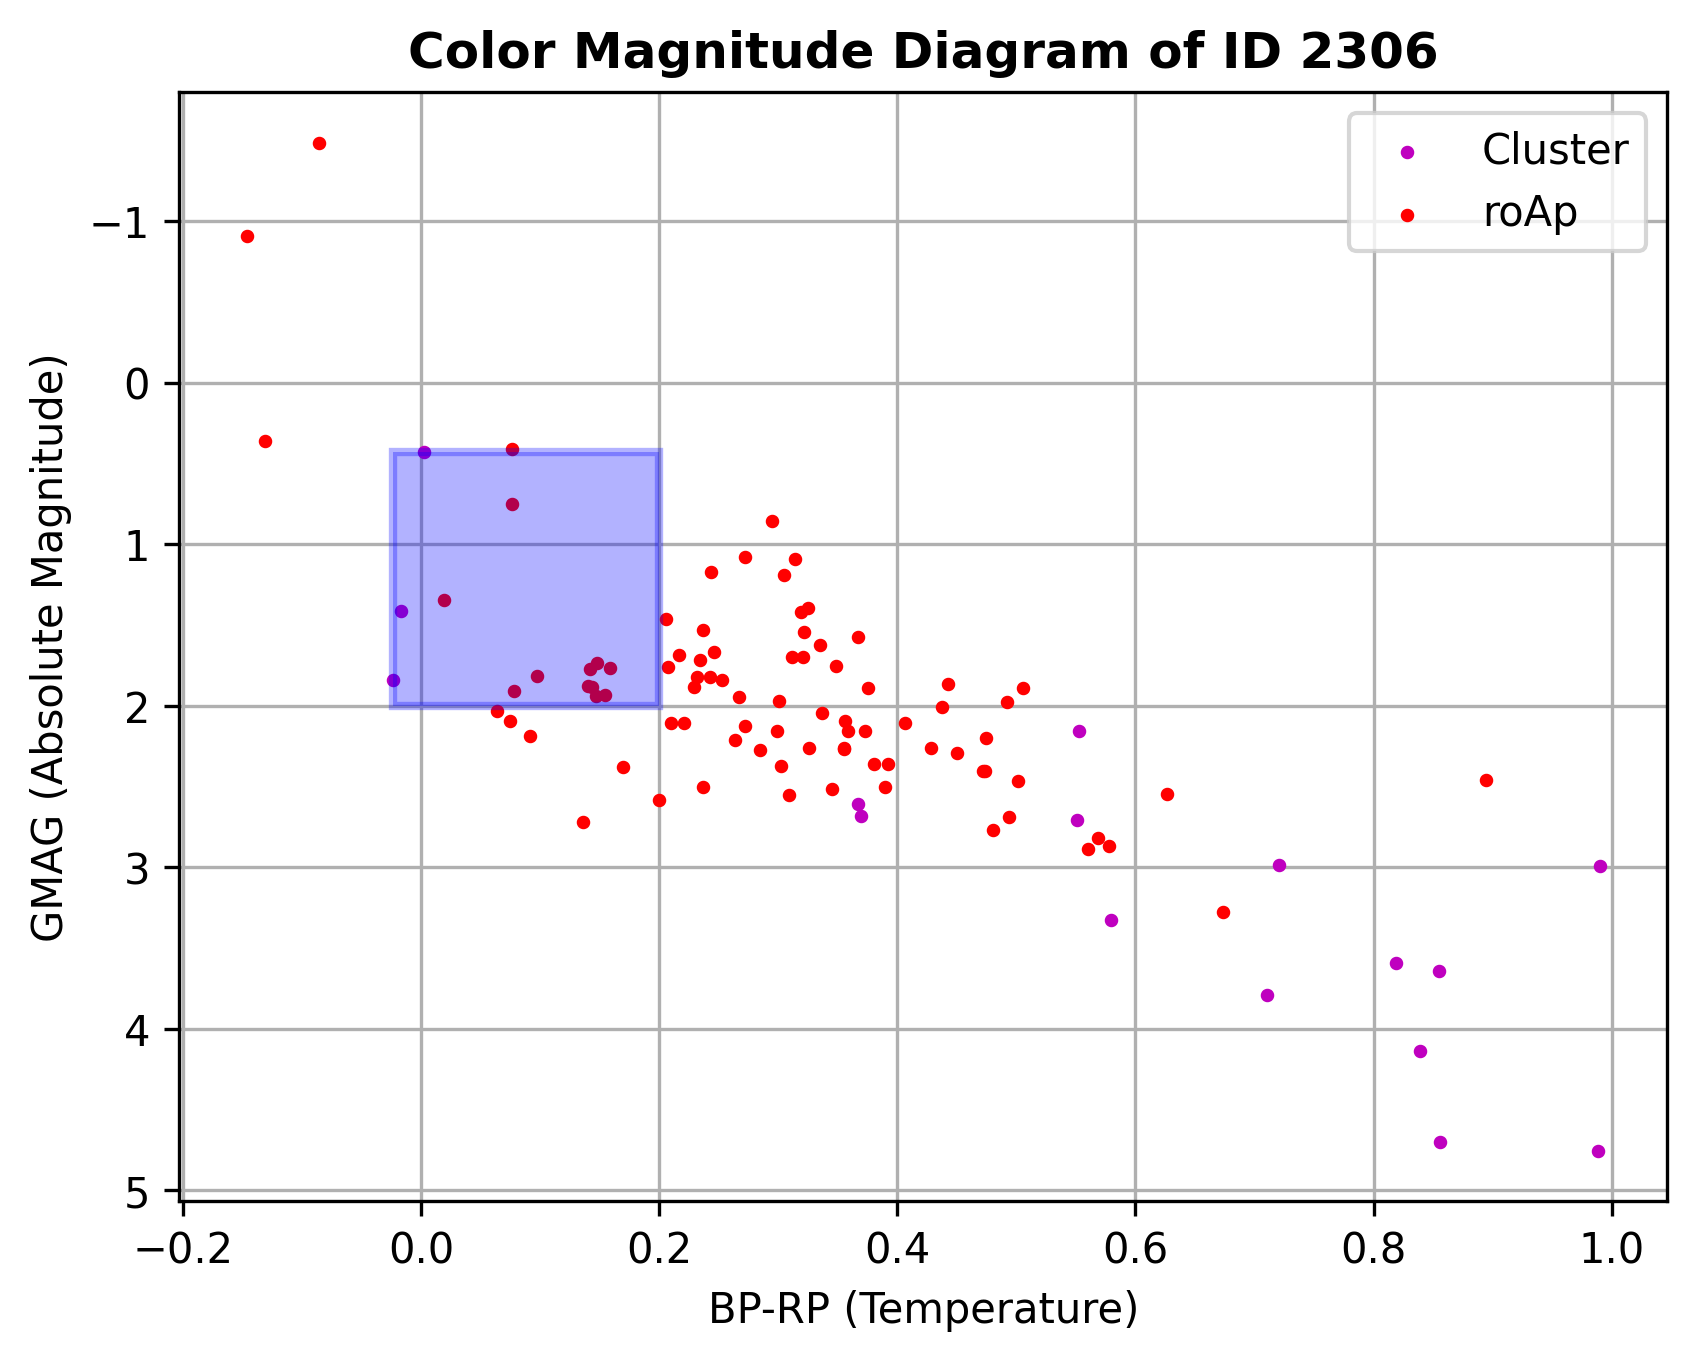 Color Magnitude Diagram of ID 2306
Cluster
roAp
GMAG (Absolute Magnitude)
−1
0
1
2
3
4
5
−0.2 0.0 0.2 0.4 0.6 0.8 1.0
BP-RP (Temperature)